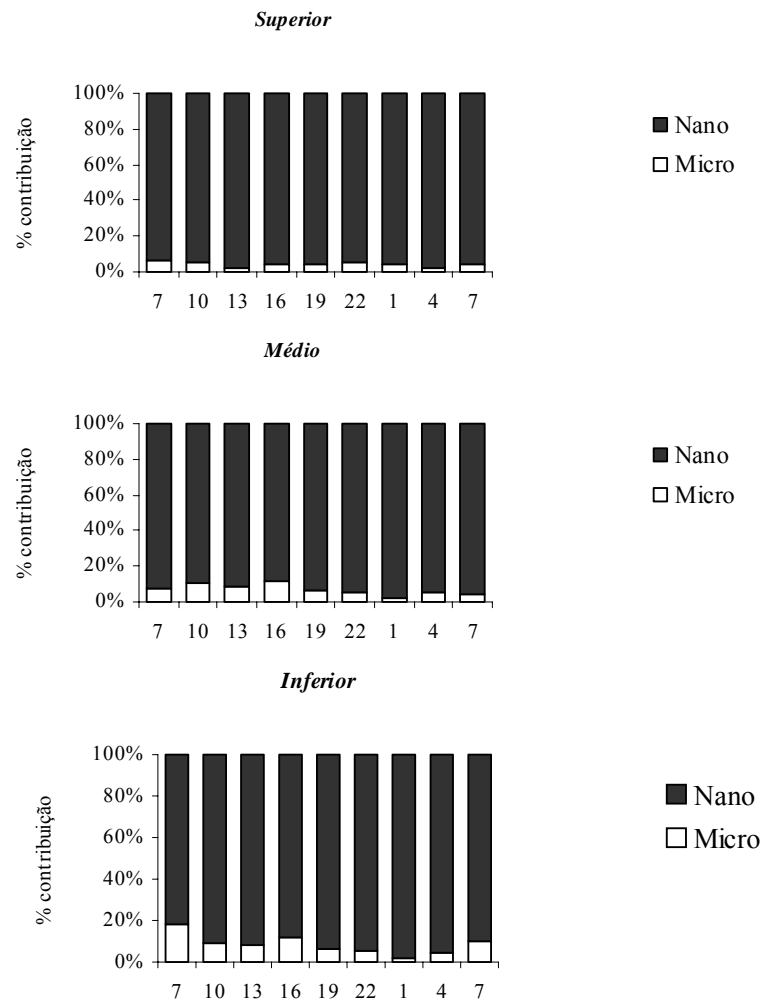 Superior
% contribuição
100%
80%
60%
40%
20%
0%
7 10 13 16 19 22 1 4 7
Nano
Micro
Médio
% contribuição
100%
80%
60%
40%
20%
0%
7 10 13 16 19 22 1 4 7
Nano
Micro
Inferior
% contribuição
100%
80%
60%
40%
20%
0%
7 10 13 16 19 22 1 4 7
Nano
Micro